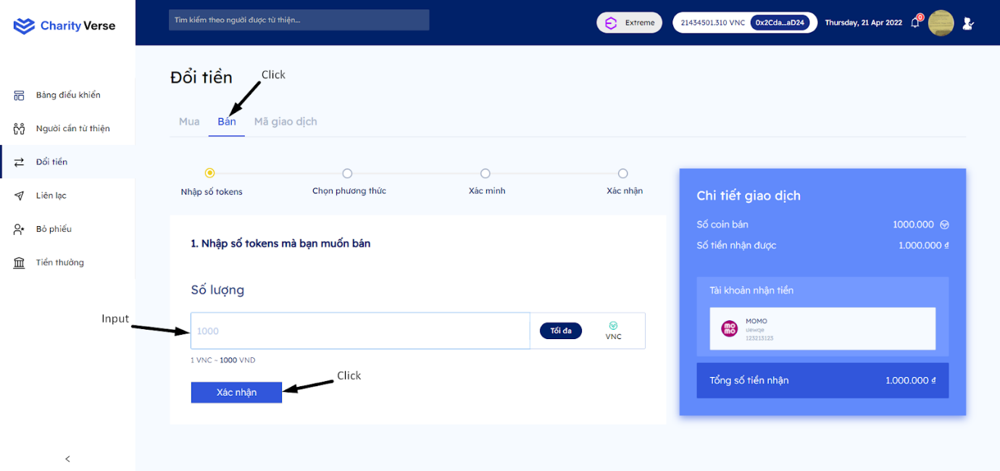 Charity Verse
Tìm kiếm theo người được từ thiện...
Extreme
21434501.310 VNC
0x2Cda...aD24
Thursday, 21 Apr 2022
0
Bảng điều khiển
Người cần từ thiện
Đổi tiền
Liên lạc
Bỏ phiếu
Tiền thưởng
Đổi tiền
Click
Mua
Bán
Mã giao dịch
Nhập số tokens
Chọn phương thức
Xác minh
Xác nhận
1. Nhập số tokens mà bạn muốn bán
Số lượng
Input
1000
Tối đa
VNC
1 VNC ~ 1000 VND
Xác nhận
Click
Chi tiết giao dịch
Số coin bán 1000.000
Số tiền nhận được 1.000.000 đ
Tài khoản nhận tiền
momo
MOMO
uewqe
123213123
Tổng số tiền nhận 1.000.000 đ